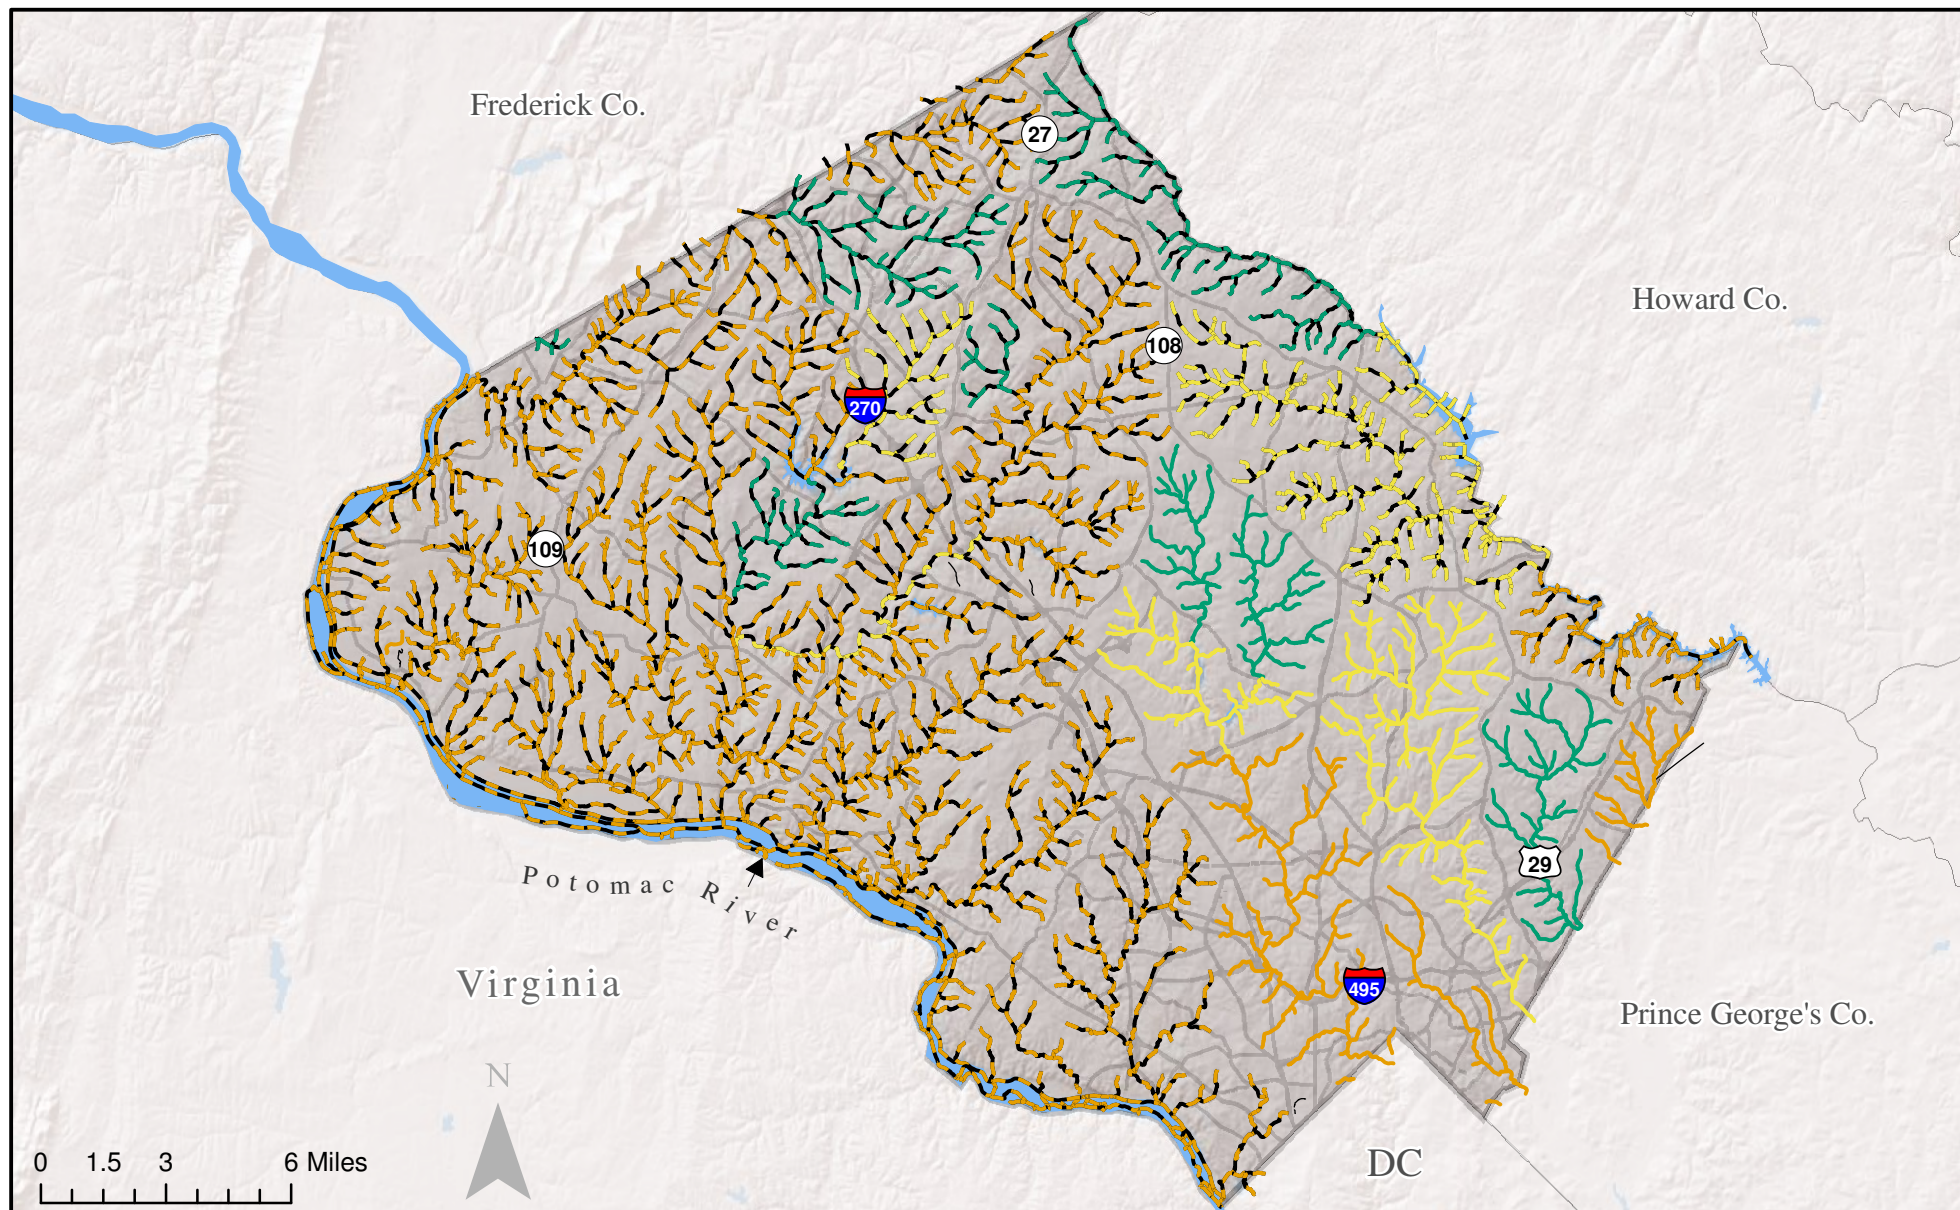 Frederick Co.
27
Howard Co.
108
270
109
29
Potomac River
Virginia
495
Prince George's Co.
N
0 1.5 3 6 Miles
DC